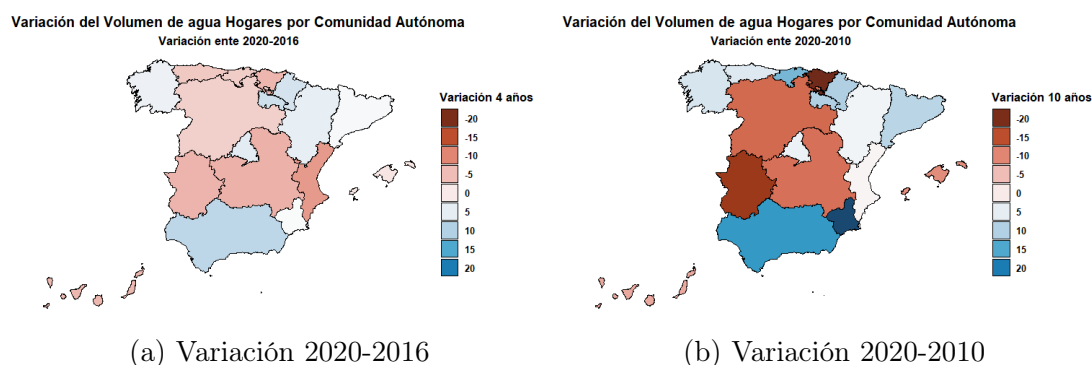 Variación del Volumen de agua Hogares por Comunidad Autónoma
Variación ente 2020-2016
Variación 4 años
-20
-15
-10
-5
0
5
10
15
20
(a) Variación 2020-2016
Variación del Volumen de agua Hogares por Comunidad Autónoma
Variación ente 2020-2010
Variación 10 años
-20
-15
-10
-5
0
5
10
15
20
(b) Variación 2020-2010